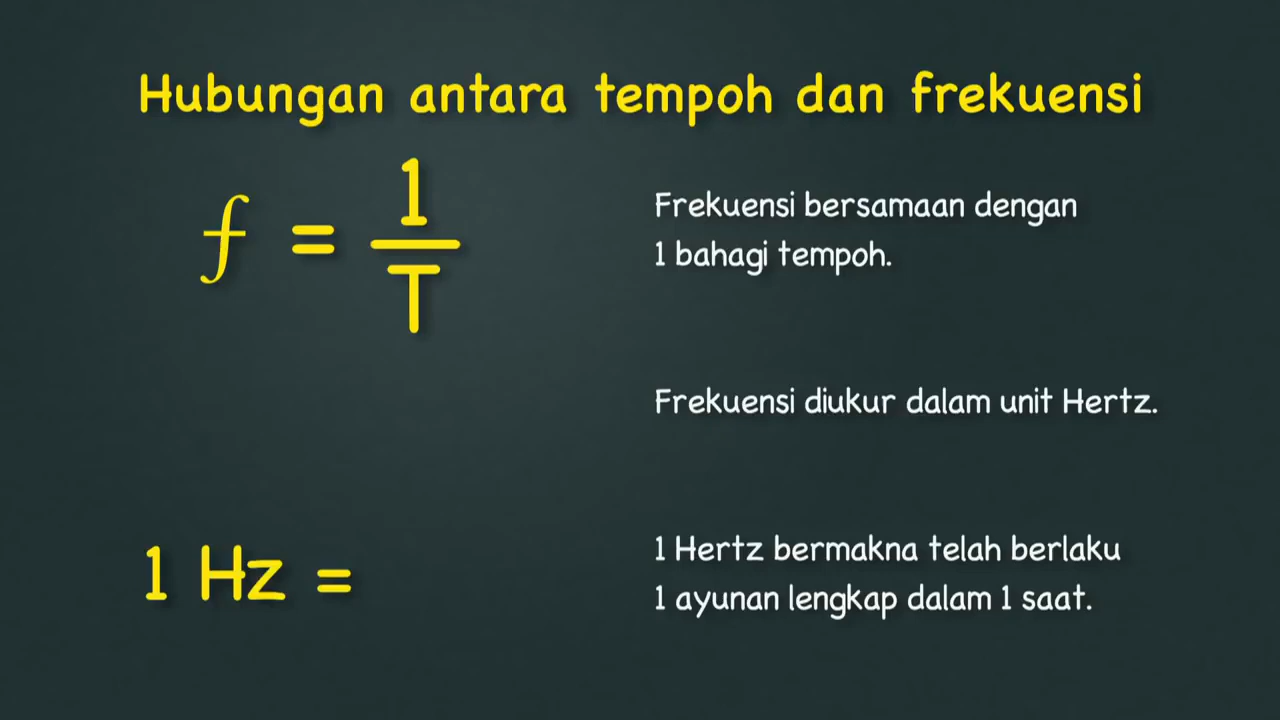 Hubungan antara tempoh dan frekuensi
f = 1/T
Frekuensi bersamaan dengan
1 bahagi tempoh.
Frekuensi diukur dalam unit Hertz.
1 Hz =
1 Hertz bermakna telah berlaku
1 ayunan lengkap dalam 1 saat.